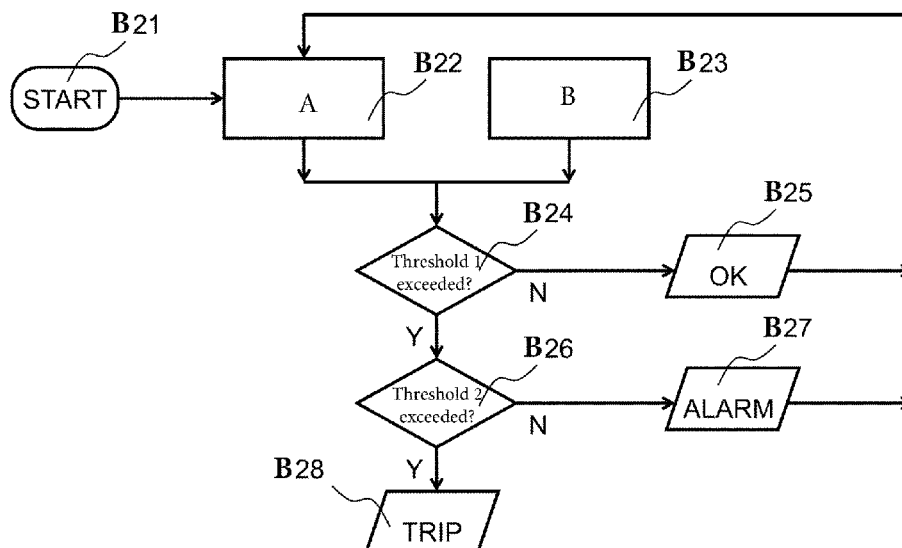 B21
START
A
B22
B
B23
B24
Threshold 1
exceeded?
N
Y
B25
OK
B26
Threshold 2
exceeded?
N
Y
B27
ALARM
B28
TRIP